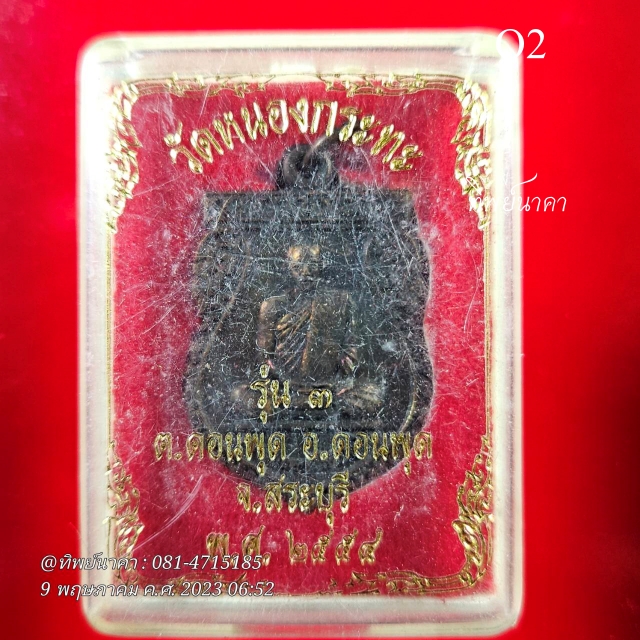 O2
วัดหนองกระทะ
ทิพย์นาคา
รุ่น ๓
ต.ดอนพุด อ.ดอนพุด
จ.สระบุรี
พ.ศ. ๒๕๕๔
@ทิพย์นาคา : 081-4715185
9 พฤษภาคม ค.ศ. 2023 06:52